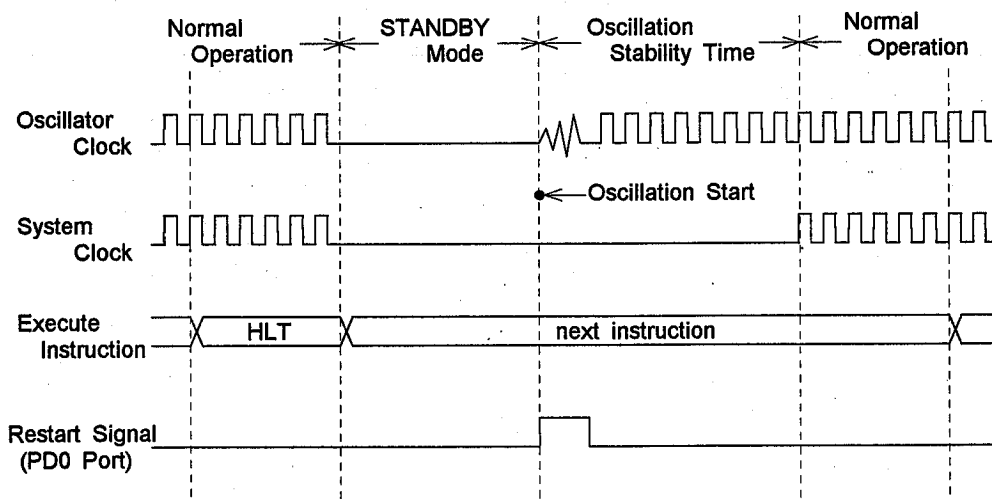 Normal
Operation
STANDBY
Mode
Oscillation
Stability Time
Normal
Operation
Oscillator
Clock
Oscillation Start
System
Clock
Execute
Instruction
HLT
next instruction
Restart Signal
(PD0 Port)